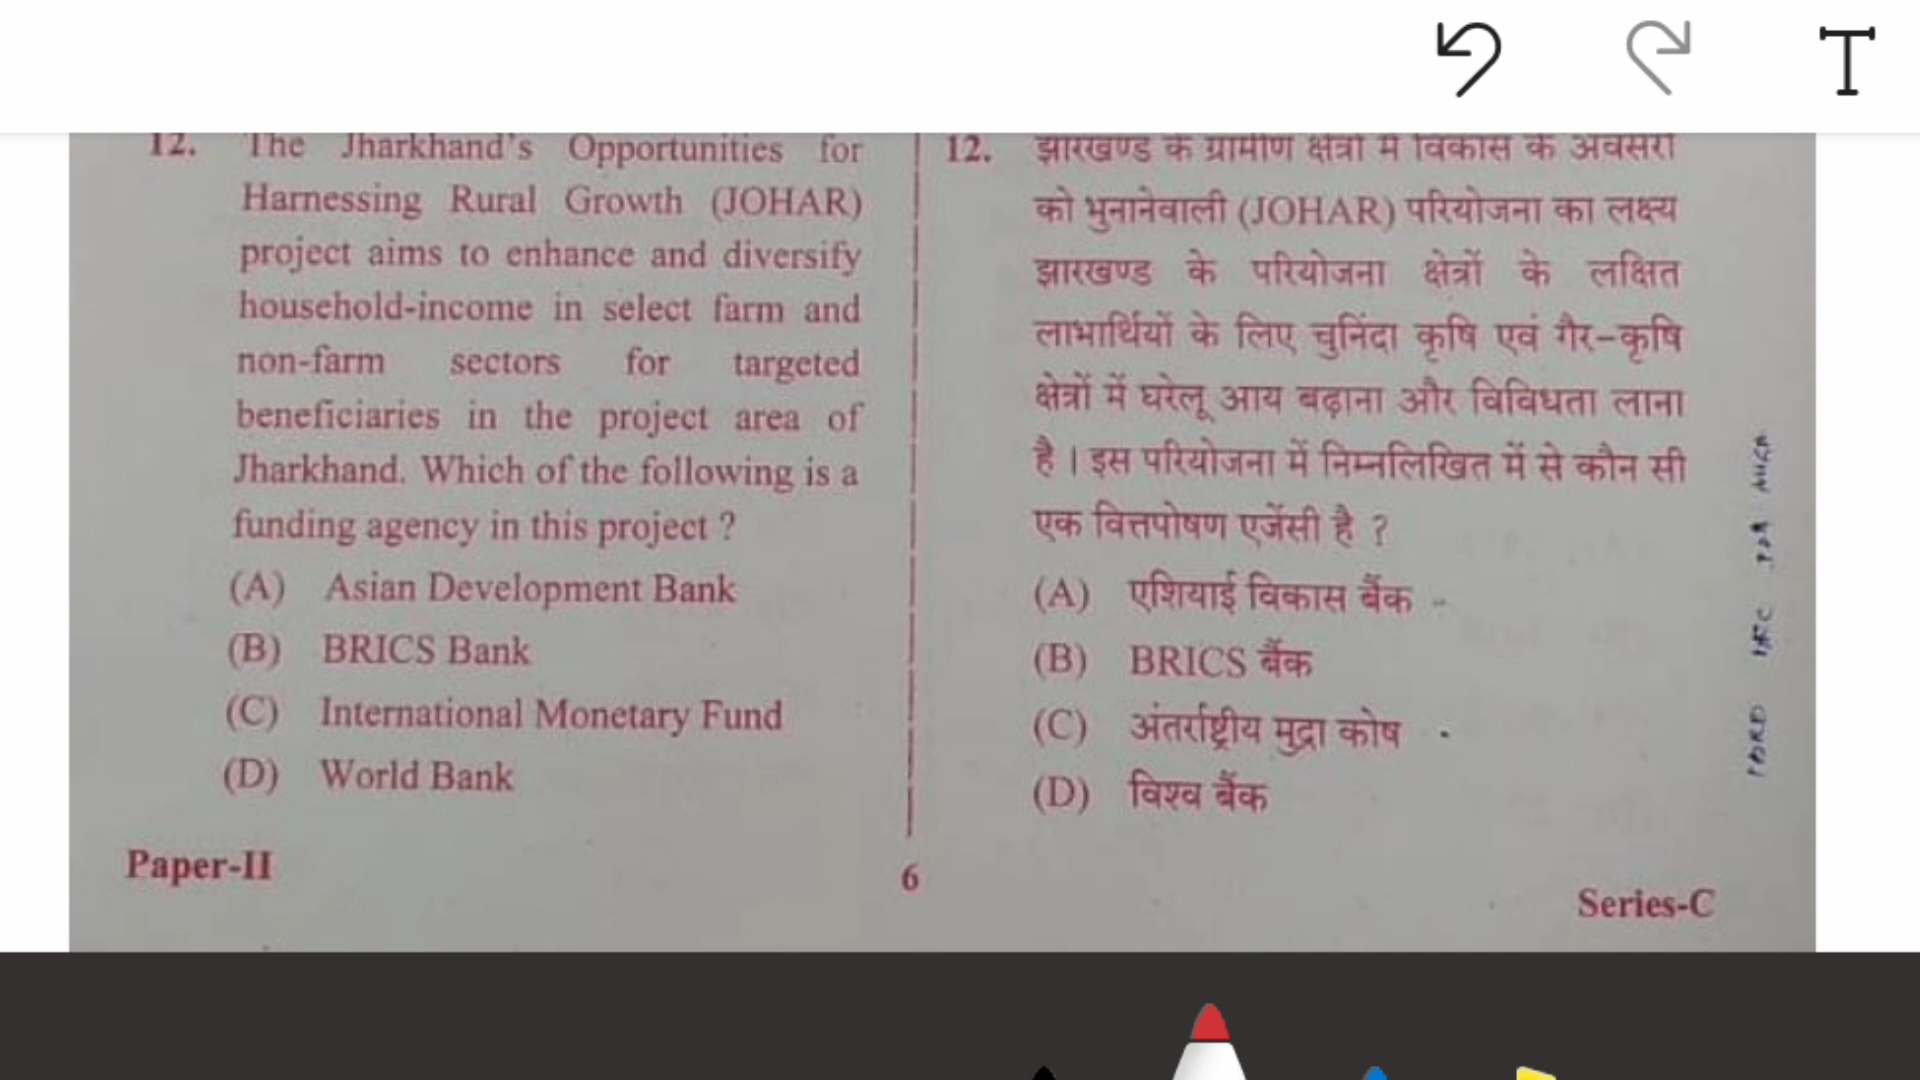 12. The Jharkhand's Opportunities for
Harnessing Rural Growth (JOHAR)
project aims to enhance and diversify
household-income in select farm and
non-farm sectors for targeted
beneficiaries in the project area of
Jharkhand. Which of the following is a
funding agency in this project ?
(A) Asian Development Bank
(B) BRICS Bank
(C) International Monetary Fund
(D) World Bank
12. झारखण्ड के ग्रामीण क्षेत्रों में विकास के अवसरों
को भुनानेवाली (JOHAR) परियोजना का लक्ष्य
झारखण्ड के परियोजना क्षेत्रों के लक्षित
लाभार्थियों के लिए चुनिंदा कृषि एवं गैर-कृषि
क्षेत्रों में घरेलू आय बढ़ाना और विविधता लाना
है । इस परियोजना में निम्नलिखित में से कौन सी
एक वित्तपोषण एजेंसी है ?
(A) एशियाई विकास बैंक
(B) BRICS बैंक
(C) अंतर्राष्ट्रीय मुद्रा कोष
(D) विश्व बैंक
Paper-II
6
Series-C
T